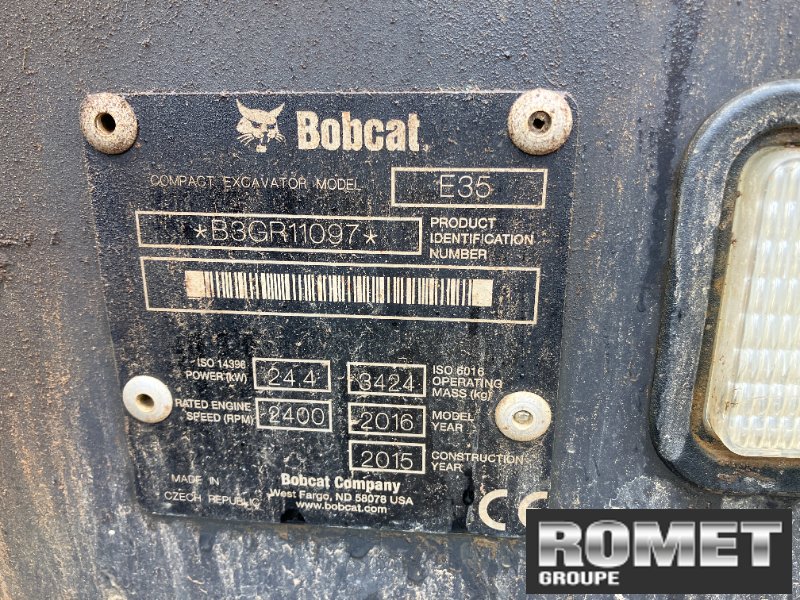 Bobcat.
COMPACT EXCAVATOR MODEL E35
*B3GR11097*
PRODUCT
IDENTIFICATION
NUMBER
ISO 14396
POWER(KW) 24.4
3424 ISO 6016
OPERATING
MASS (kg)
RATED ENGINE
SPEED (RPM) 2400
2016 MODEL
YEAR
2015 CONSTRUCTION
YEAR
MADE IN
CZECH REPUBLIC
Bobcat Company
West Fargo, ND 58078 USA
www.bobcat.com
CE
ROMET
GROUPE